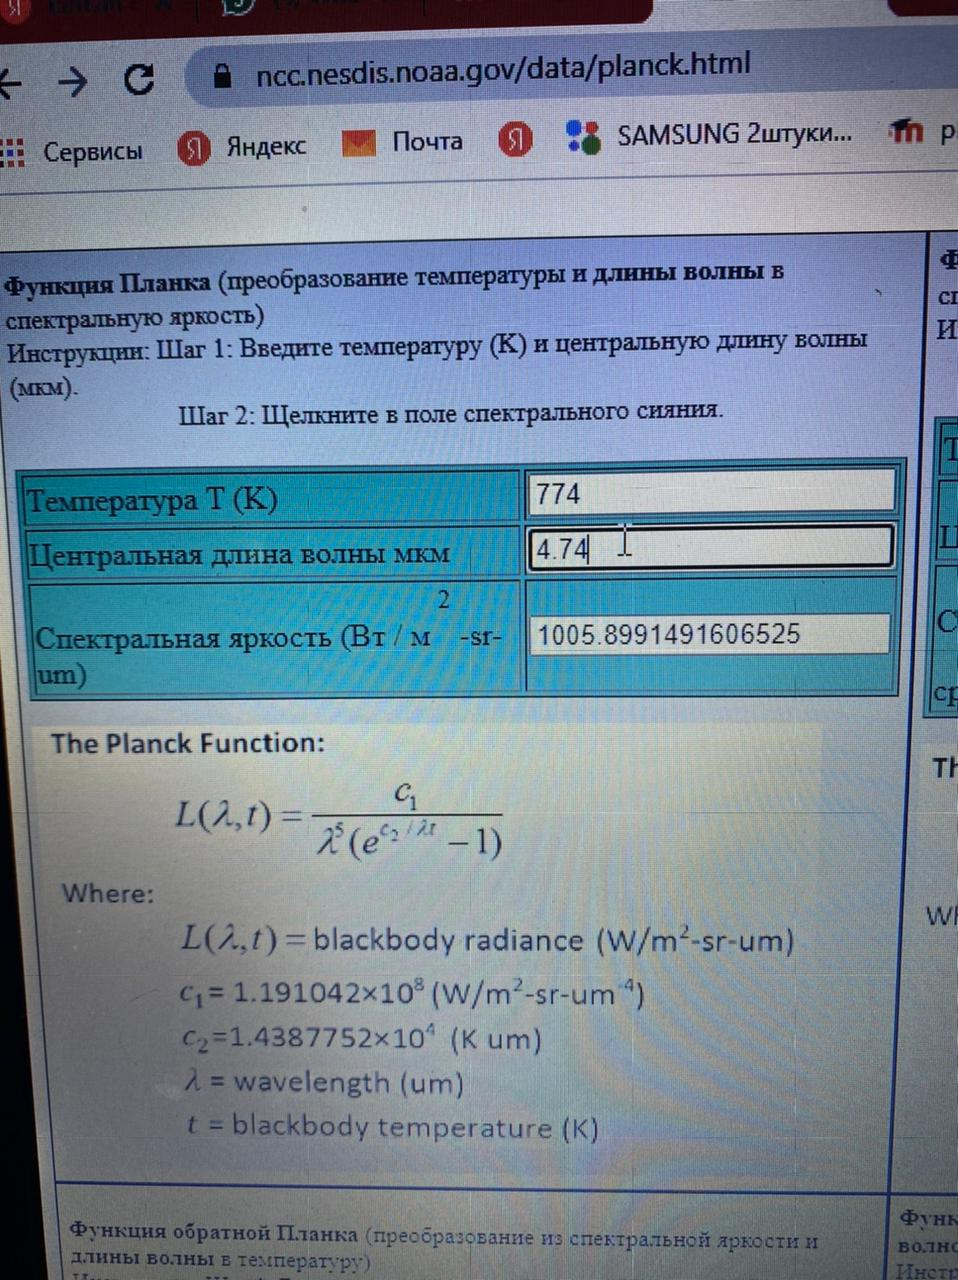 ncc.nesdis.noaa.gov/data/planck.html
Сервисы Яндекс Почта Я SAMSUNG 2штуки...
Функция Планка (преобразование температуры и длины волны в
спектральную яркость)
Инструкции: Шаг 1: Введите температуру (K) и центральную длину волны
(мкм).
Шаг 2: Щелкните в поле спектрального сияния.
Температура T (K) 774
Центральная длина волны мкм 4.74
2
Спектральная яркость (Вт / м -sr- 1005.8991491606525
um)
The Planck Function:
L(λ,t) = c₁ / λ⁵(e^(c₂/λt) − 1)
Where:
L(λ,t) = blackbody radiance (W/m²-sr-um)
c₁= 1.191042×10⁸ (W/m²-sr-um⁻⁴)
c₂=1.4387752×10⁴ (K um)
λ = wavelength (um)
t = blackbody temperature (K)
Функция обратной Планка (преобразование из спектральной яркости и
длины волны в температуру)